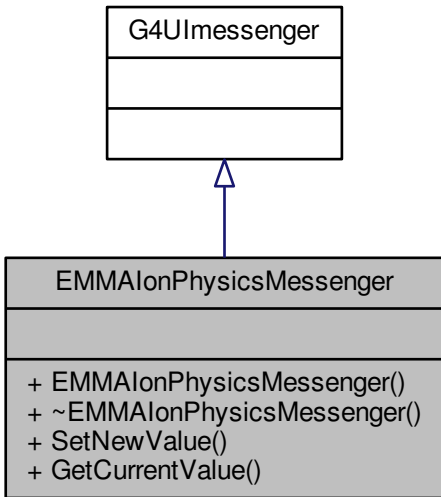 G4UImessenger
EMMAIonPhysicsMessenger
+ EMMAIonPhysicsMessenger()
+ ~EMMAIonPhysicsMessenger()
+ SetNewValue()
+ GetCurrentValue()